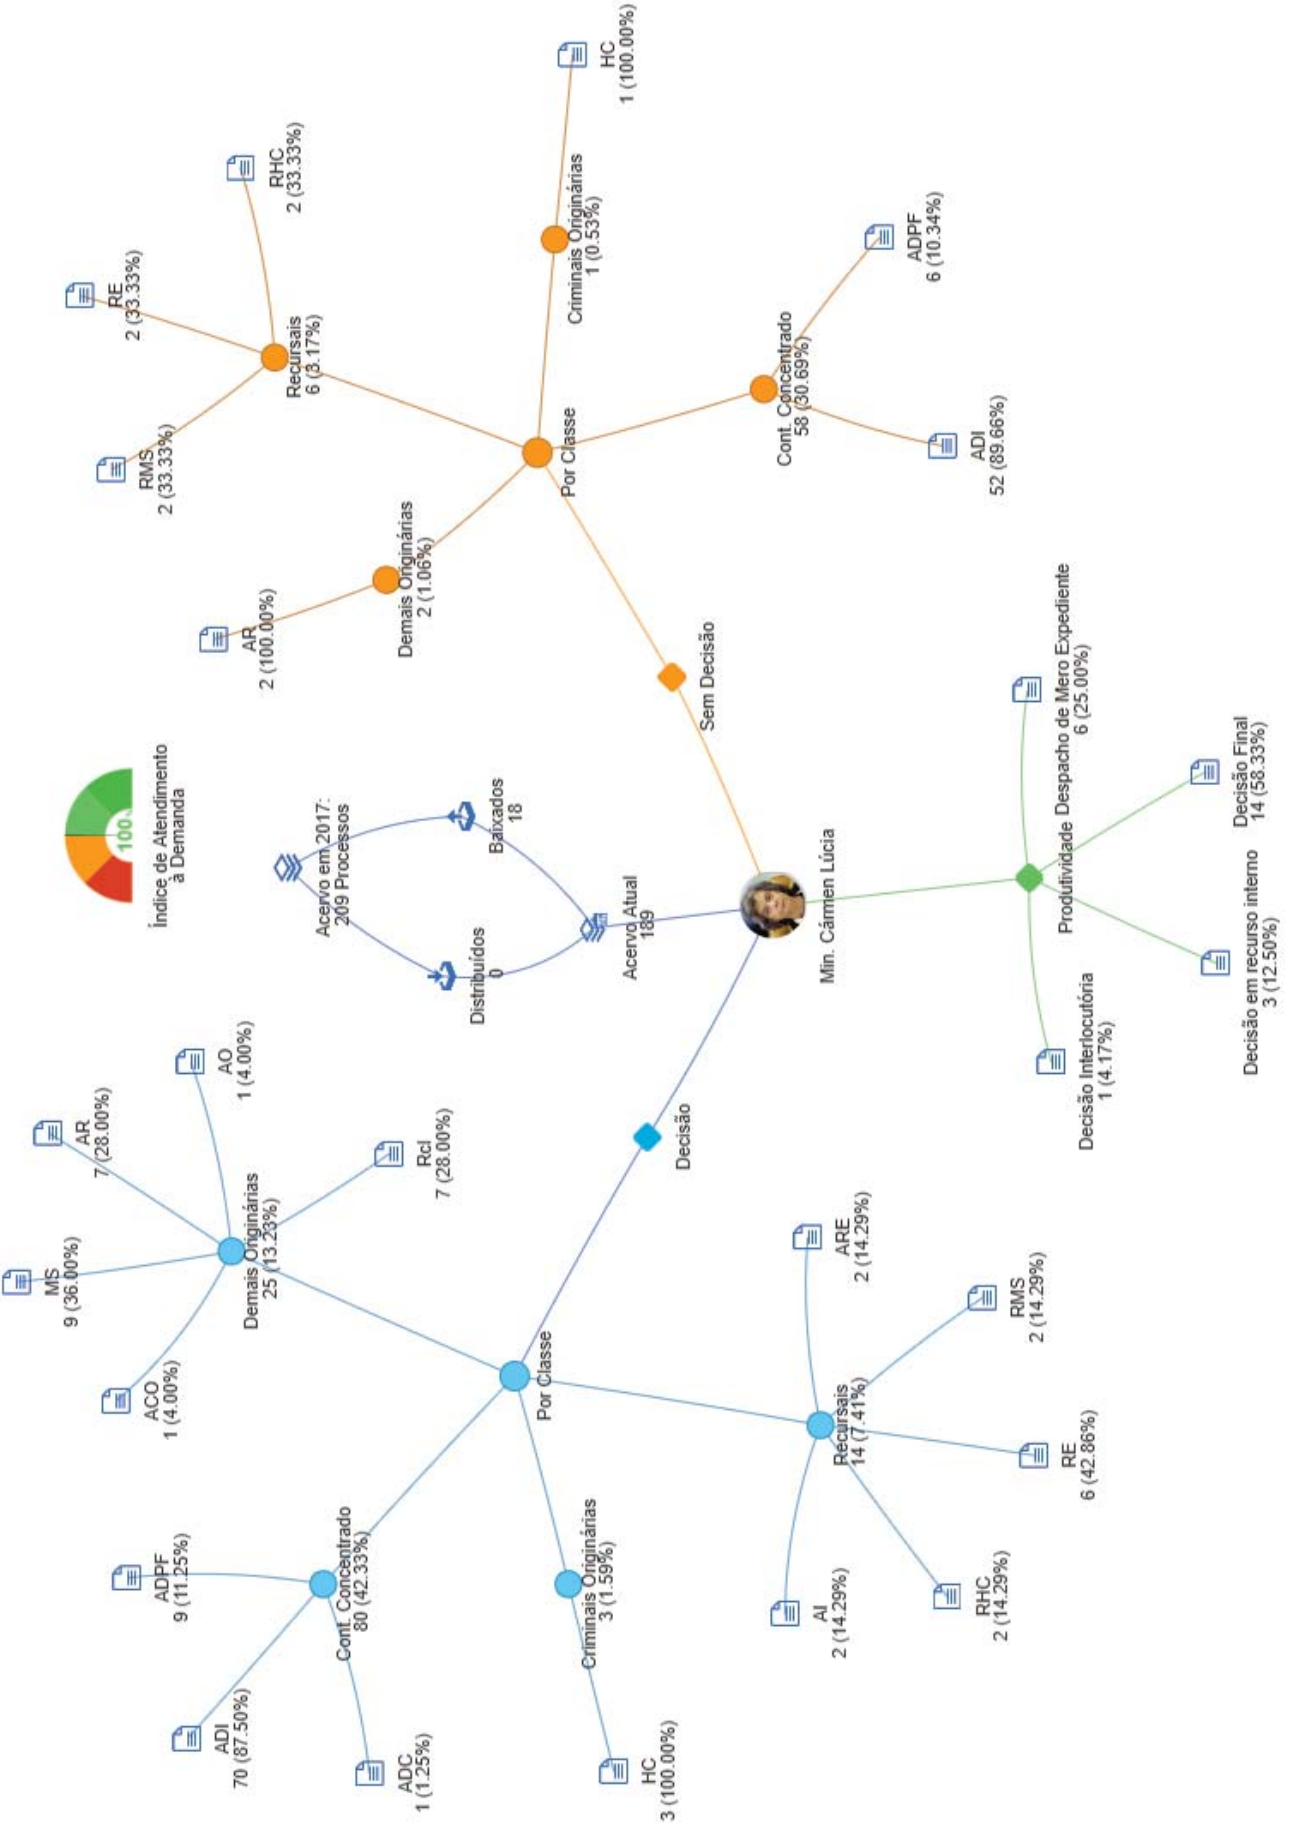 100%
Índice de Atendimento
à Demanda
Acervo em 2017:
209 Processos
Distribuídos
0
Baixados
18
Acervo Atual
189
Min. Cármen Lúcia
Decisão
Por Classe
Demais Originárias
25 (13.23%)
ACO
1 (4.00%)
MS
9 (36.00%)
AR
7 (28.00%)
AO
1 (4.00%)
Rcl
7 (28.00%)
Cont. Concentrado
80 (42.33%)
ADPF
9 (11.25%)
ADI
70 (87.50%)
ADC
1 (1.25%)
Criminais Originárias
3 (1.59%)
HC
3 (100.00%)
Recursais
14 (7.41%)
AI
2 (14.29%)
RHC
2 (14.29%)
RE
6 (42.86%)
RMS
2 (14.29%)
ARE
2 (14.29%)
Sem Decisão
Por Classe
Demais Originárias
2 (1.06%)
AR
2 (100.00%)
Recursais
6 (3.17%)
RMS
2 (33.33%)
RE
2 (33.33%)
RHC
2 (33.33%)
Criminais Originárias
1 (0.53%)
HC
1 (100.00%)
Cont. Concentrado
58 (30.69%)
ADI
52 (89.66%)
ADPF
6 (10.34%)
Produtividade
Decisão Interlocutória
1 (4.17%)
Decisão em recurso interno
3 (12.50%)
Decisão Final
14 (58.33%)
Despacho de Mero Expediente
6 (25.00%)